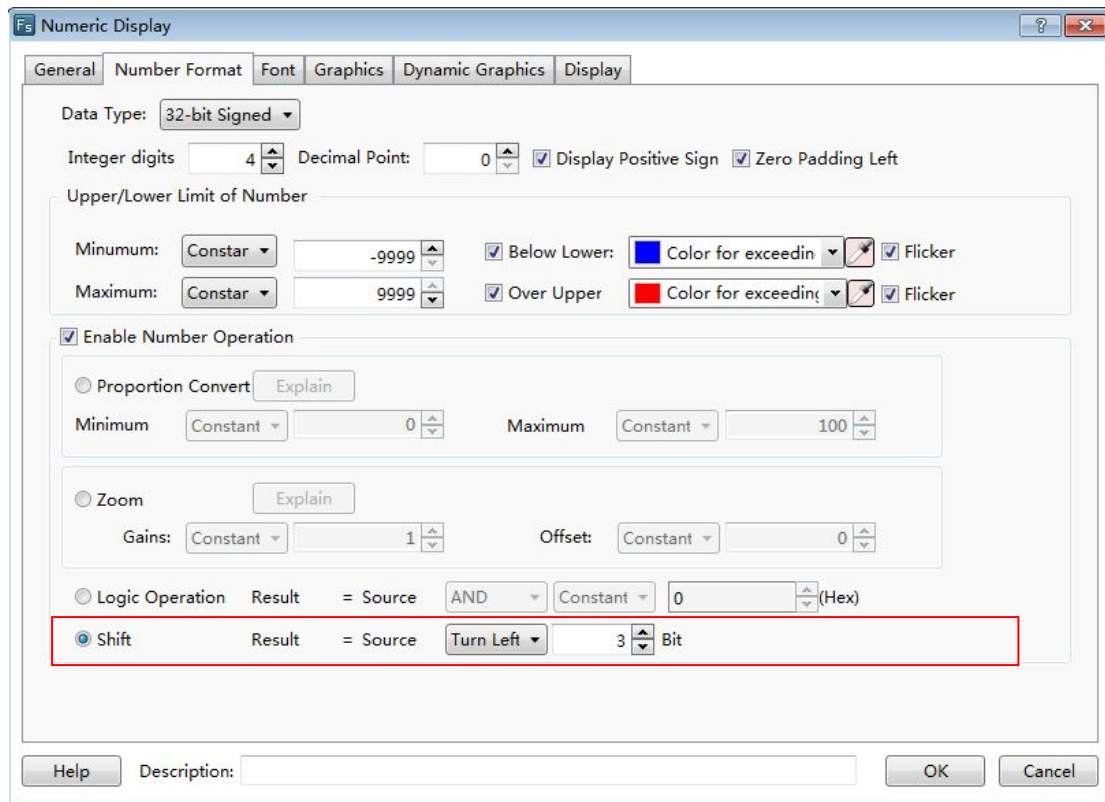 Fs Numeric Display ?
General Number Format Font Graphics Dynamic Graphics Display
Data Type: 32-bit Signed
Integer digits 4 Decimal Point: 0 Display Positive Sign Zero Padding Left
Upper/Lower Limit of Number
Minumum: Constar -9999 Below Lower: Color for exceedin Flicker
Maximum: Constar 9999 Over Upper Color for exceeding Flicker
Enable Number Operation
Proportion Convert Explain
Minimum Constant 0 Maximum Constant 100
Zoom Explain
Gains: Constant 1 Offset: Constant 0
Logic Operation Result = Source AND Constant 0 (Hex)
Shift Result = Source Turn Left 3 Bit
Help Description: OK Cancel